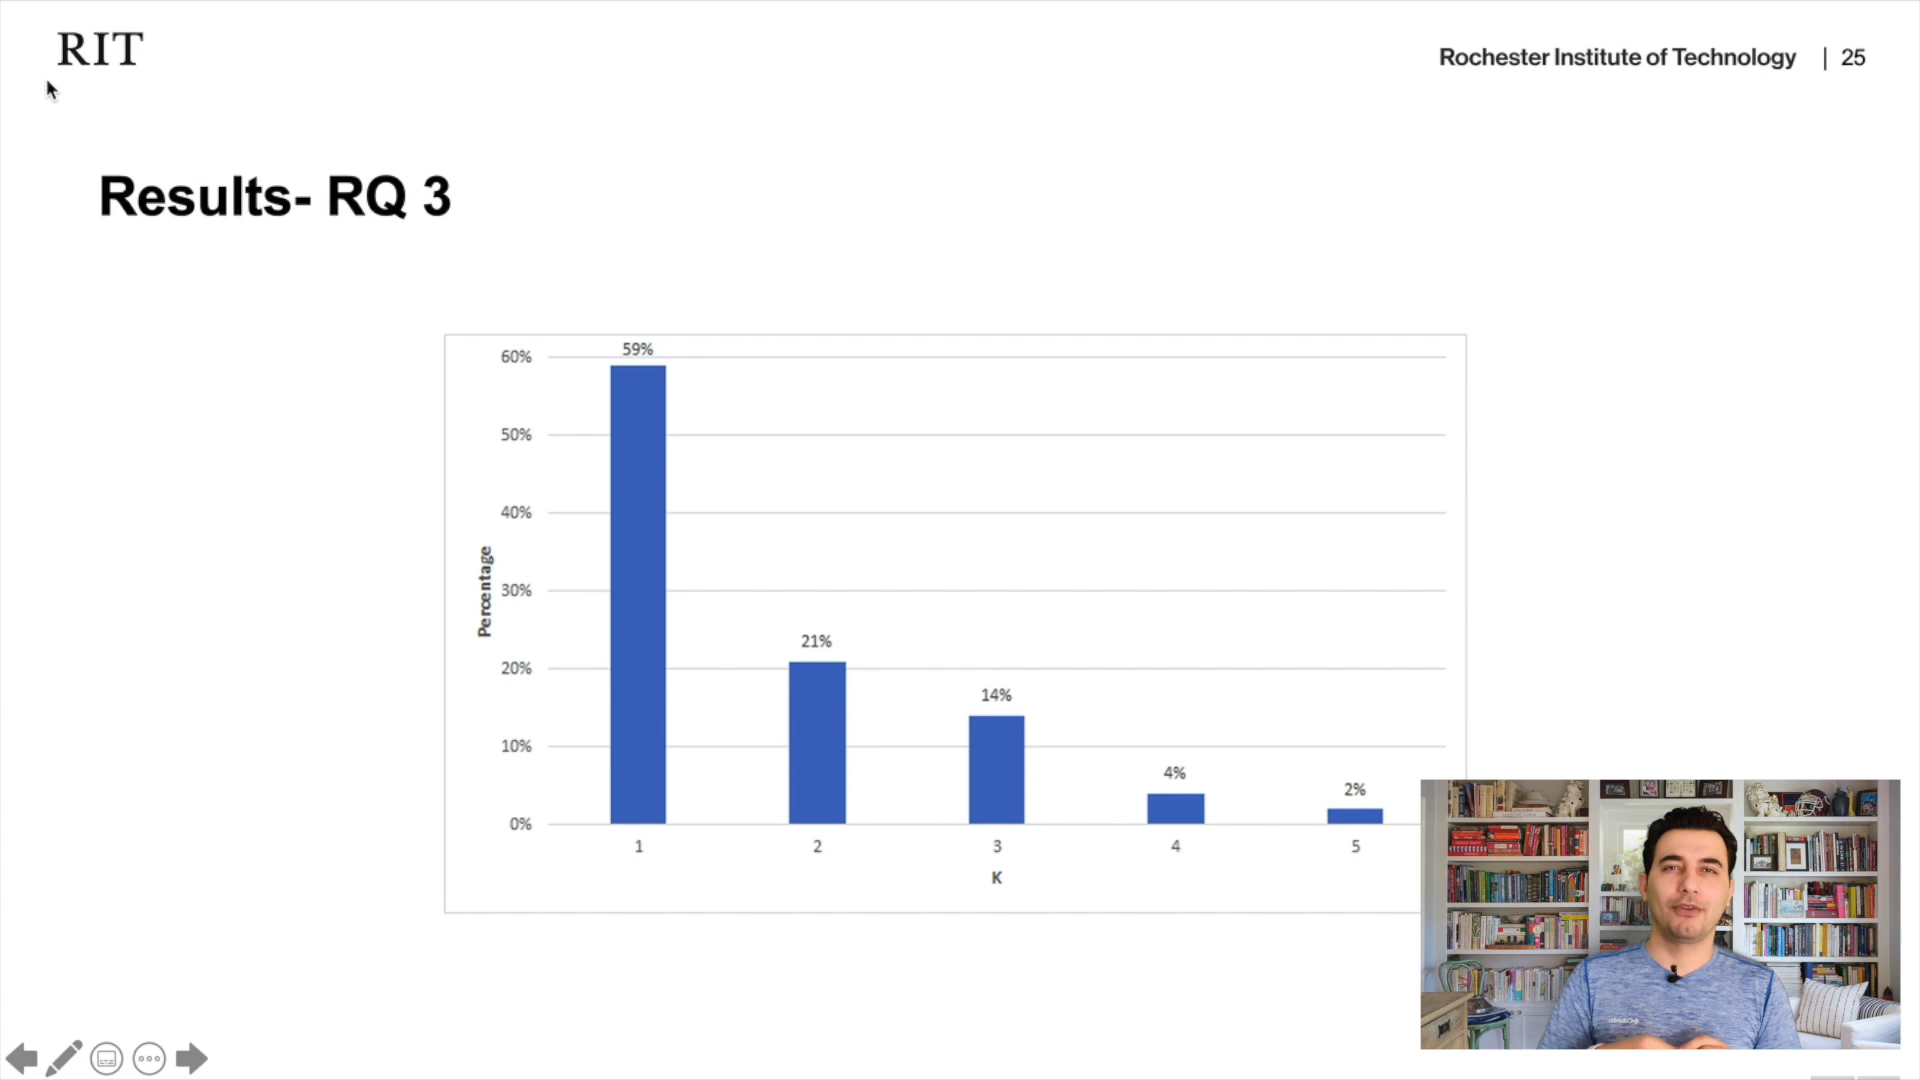 RIT
Rochester Institute of Technology | 25
Results- RQ 3
60%
50%
40%
30%
20%
10%
0%
Percentage
59%
21%
14%
4%
2%
1 2 3 4 5
K